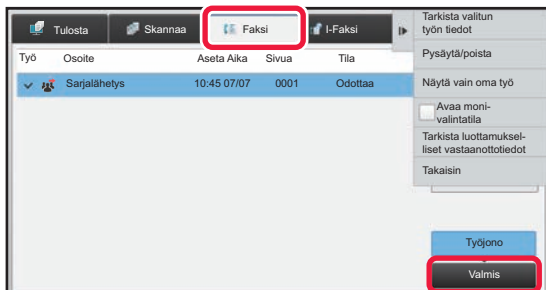 Tulosta
Skannaa
Faksi
I-Faksi
Työ
Osoite
Aseta Aika
Sivua
Tila
Sarjalähetys
10:45 07/07
0001
Odottaa
Tarkista valitun
työn tiedot
Pysäytä/poista
Näytä vain oma työ
Avaa moni-
valintatila
Tarkista luottamuksel-
liset vastaanottotiedot
Takaisin
Työjono
Valmis